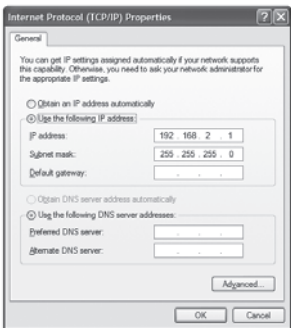 Internet Protocol (TCP/IP) Properties
General
You can get IP settings assigned automatically if your network supports
this capability. Otherwise, you need to ask your network administrator for
the appropriate IP settings.
Obtain an IP address automatically
Use the following IP address:
IP address: 192 . 168 . 2 . 1
Subnet mask: 255 . 255 . 255 . 0
Default gateway: . . .
Obtain DNS server address automatically
Use the following DNS server addresses:
Preferred DNS server: . . .
Alternate DNS server: . . .
Advanced...
OK Cancel